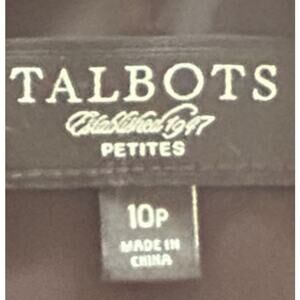 TALBOTS
Established 1947
PETITES
10P
MADE IN
CHINA